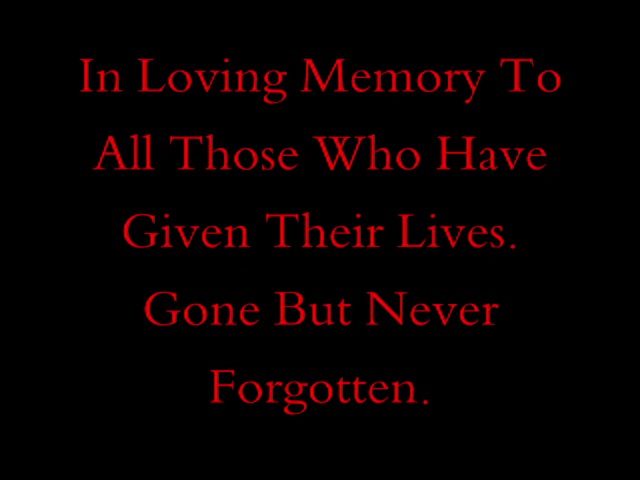 In Loving Memory To
All Those Who Have
Given Their Lives.
Gone But Never
Forgotten.